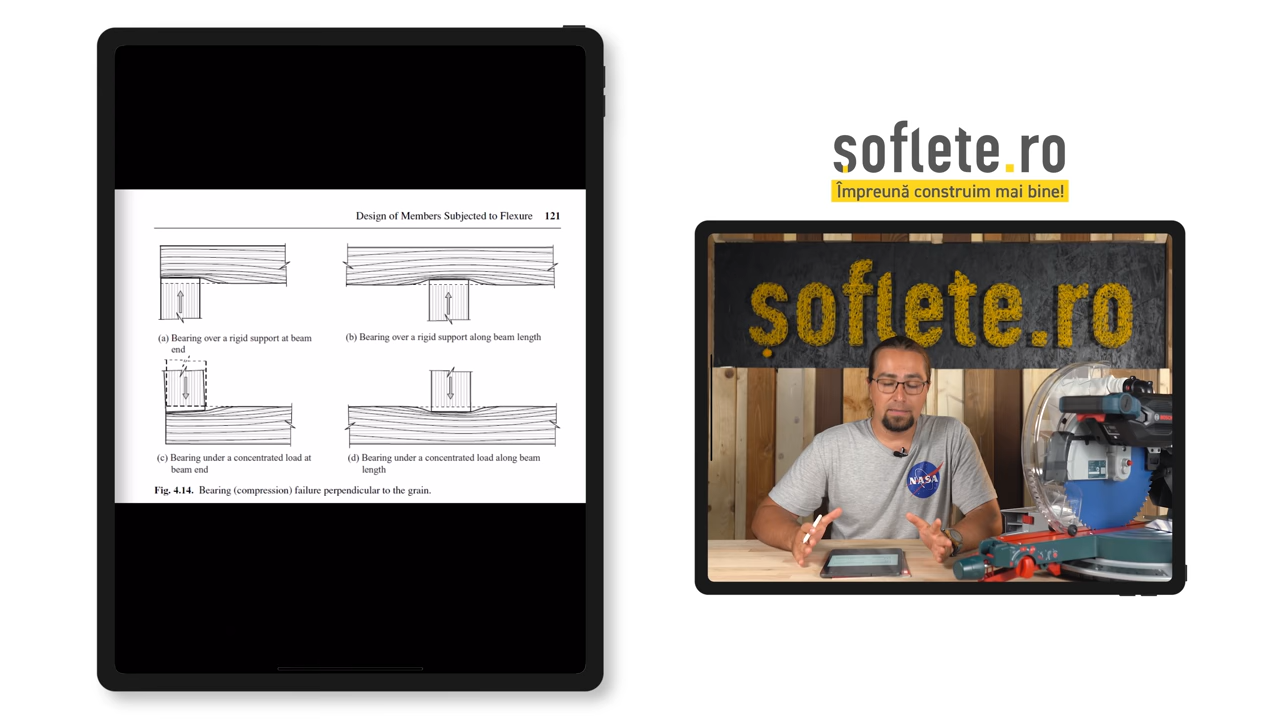 Design of Members Subjected to Flexure 121
(a) Bearing over a rigid support at beam
end
(b) Bearing over a rigid support along beam length
(c) Bearing under a concentrated load at
beam end
(d) Bearing under a concentrated load along beam
length
Fig. 4.14. Bearing (compression) failure perpendicular to the grain.
șoflete.ro
Împreună construim mai bine!
șoflete.ro
NASA